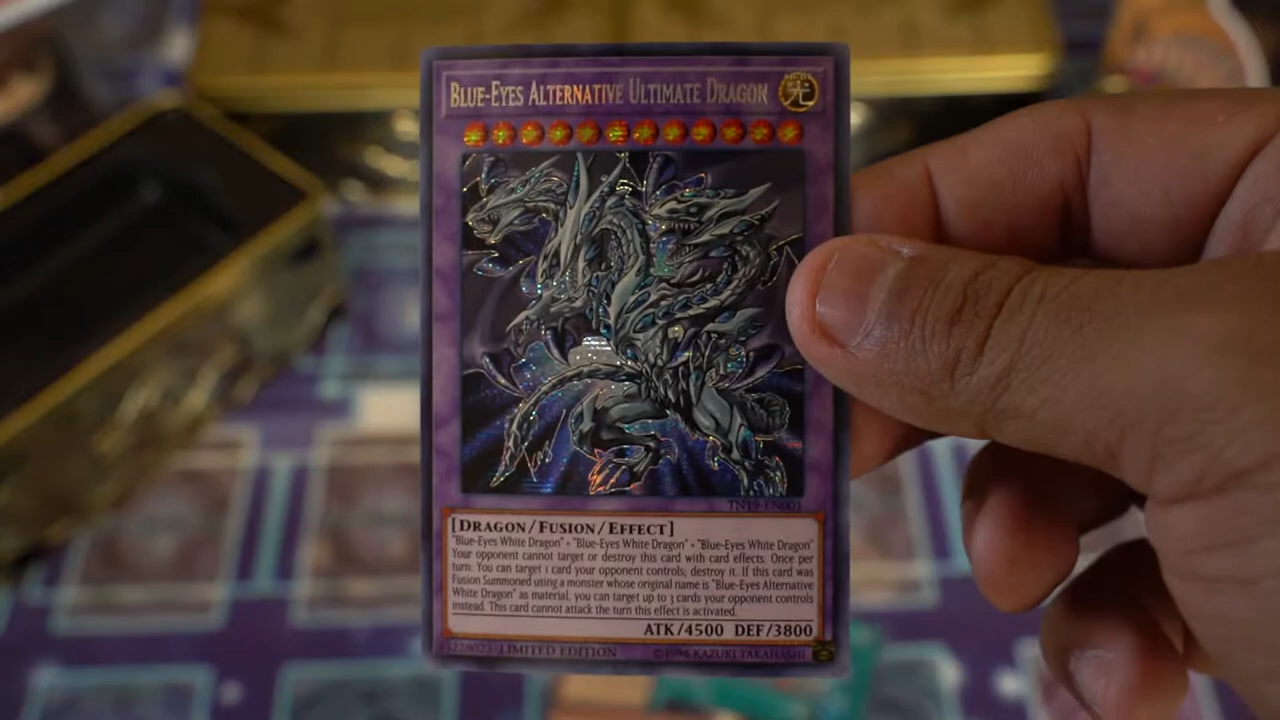 BLUE-EYES ALTERNATIVE ULTIMATE DRAGON
光
TN19-EN001
[DRAGON/FUSION/EFFECT]
"Blue-Eyes White Dragon" + "Blue-Eyes White Dragon" + "Blue-Eyes White Dragon"
Your opponent cannot target or destroy this card with card effects. Once per
turn: You can target 1 card your opponent controls; destroy it. If this card was
Fusion Summoned using a monster whose original name is "Blue-Eyes Alternative
White Dragon" as material, you can target up to 3 cards your opponent controls
instead. This card cannot attack the turn this effect is activated.
ATK/4500 DEF/3800
LIMITED EDITION
©1996 KAZUKI TAKAHASHI